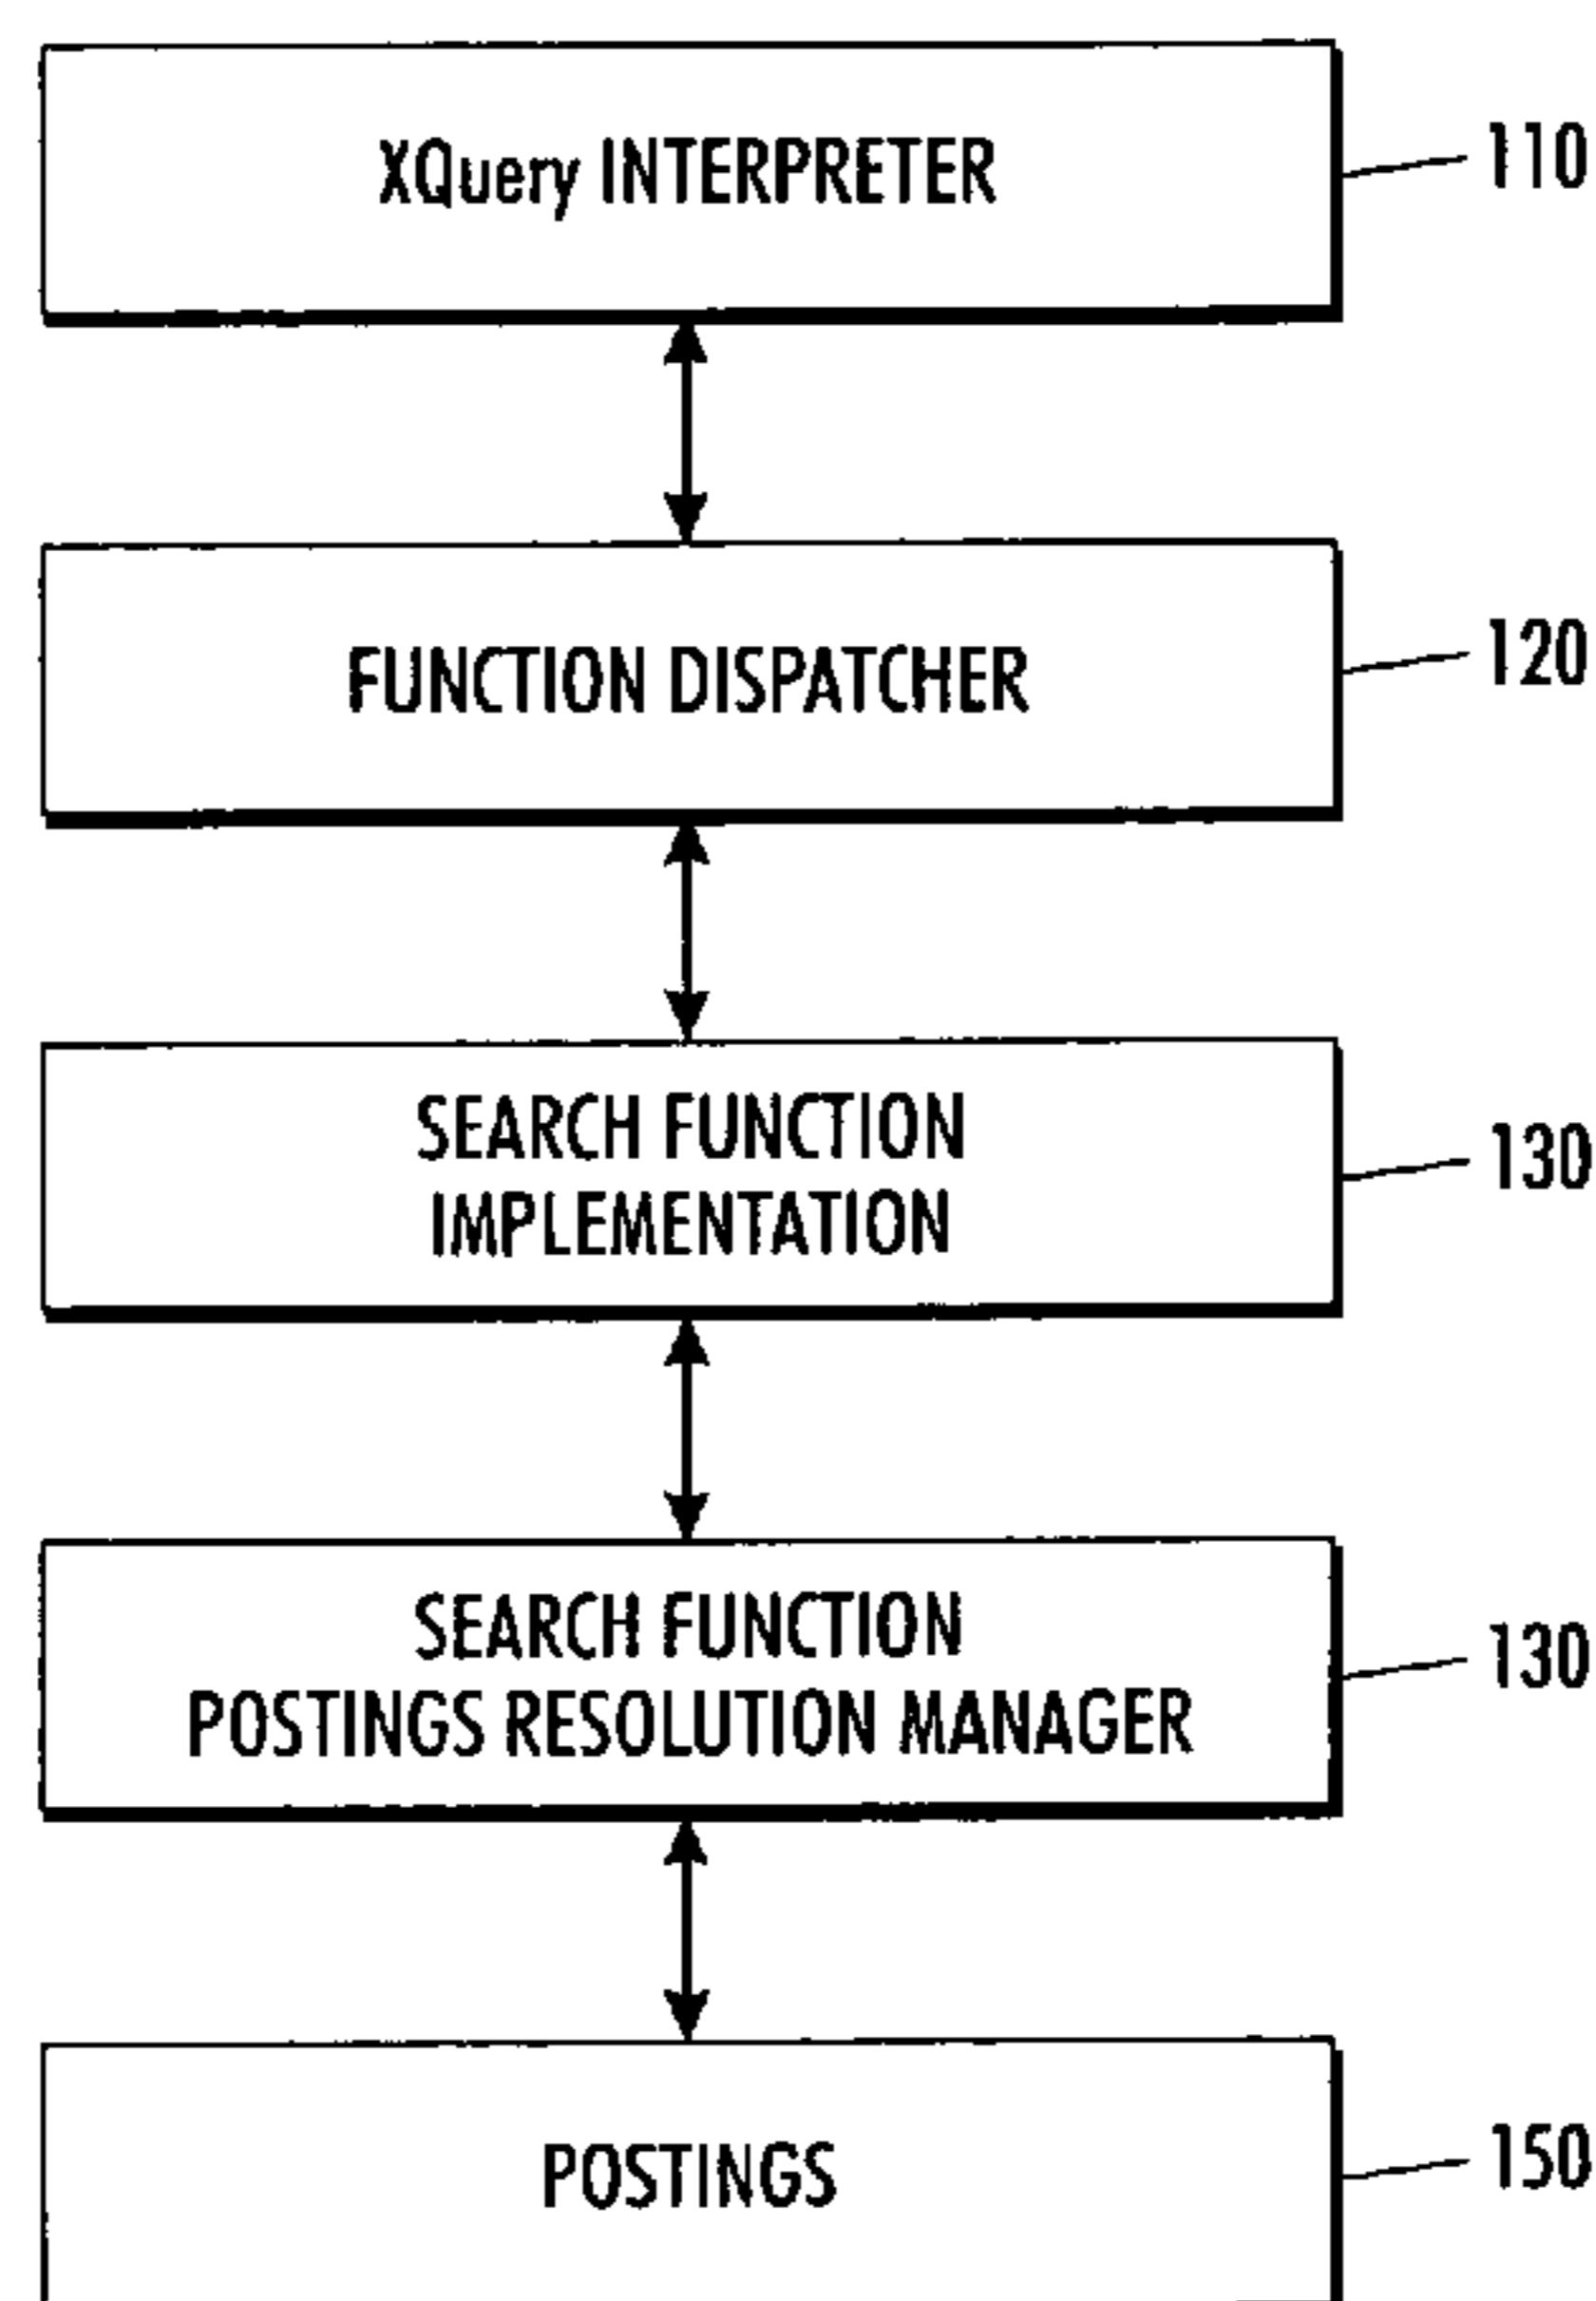 XQuery INTERPRETER
110
FUNCTION DISPATCHER
120
SEARCH FUNCTION
IMPLEMENTATION
130
SEARCH FUNCTION
POSTINGS RESOLUTION MANAGER
130
POSTINGS
150